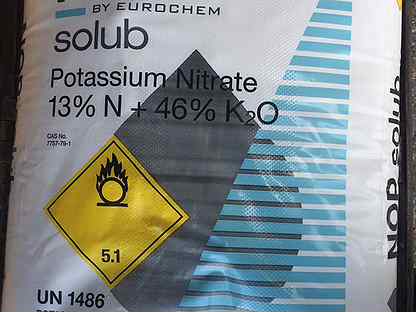 BY EUROCHEM
solub
Potassium Nitrate
13% N + 46% K₂O
CAS No.
7757-79-1
5.1
UN 1486
NOP solub